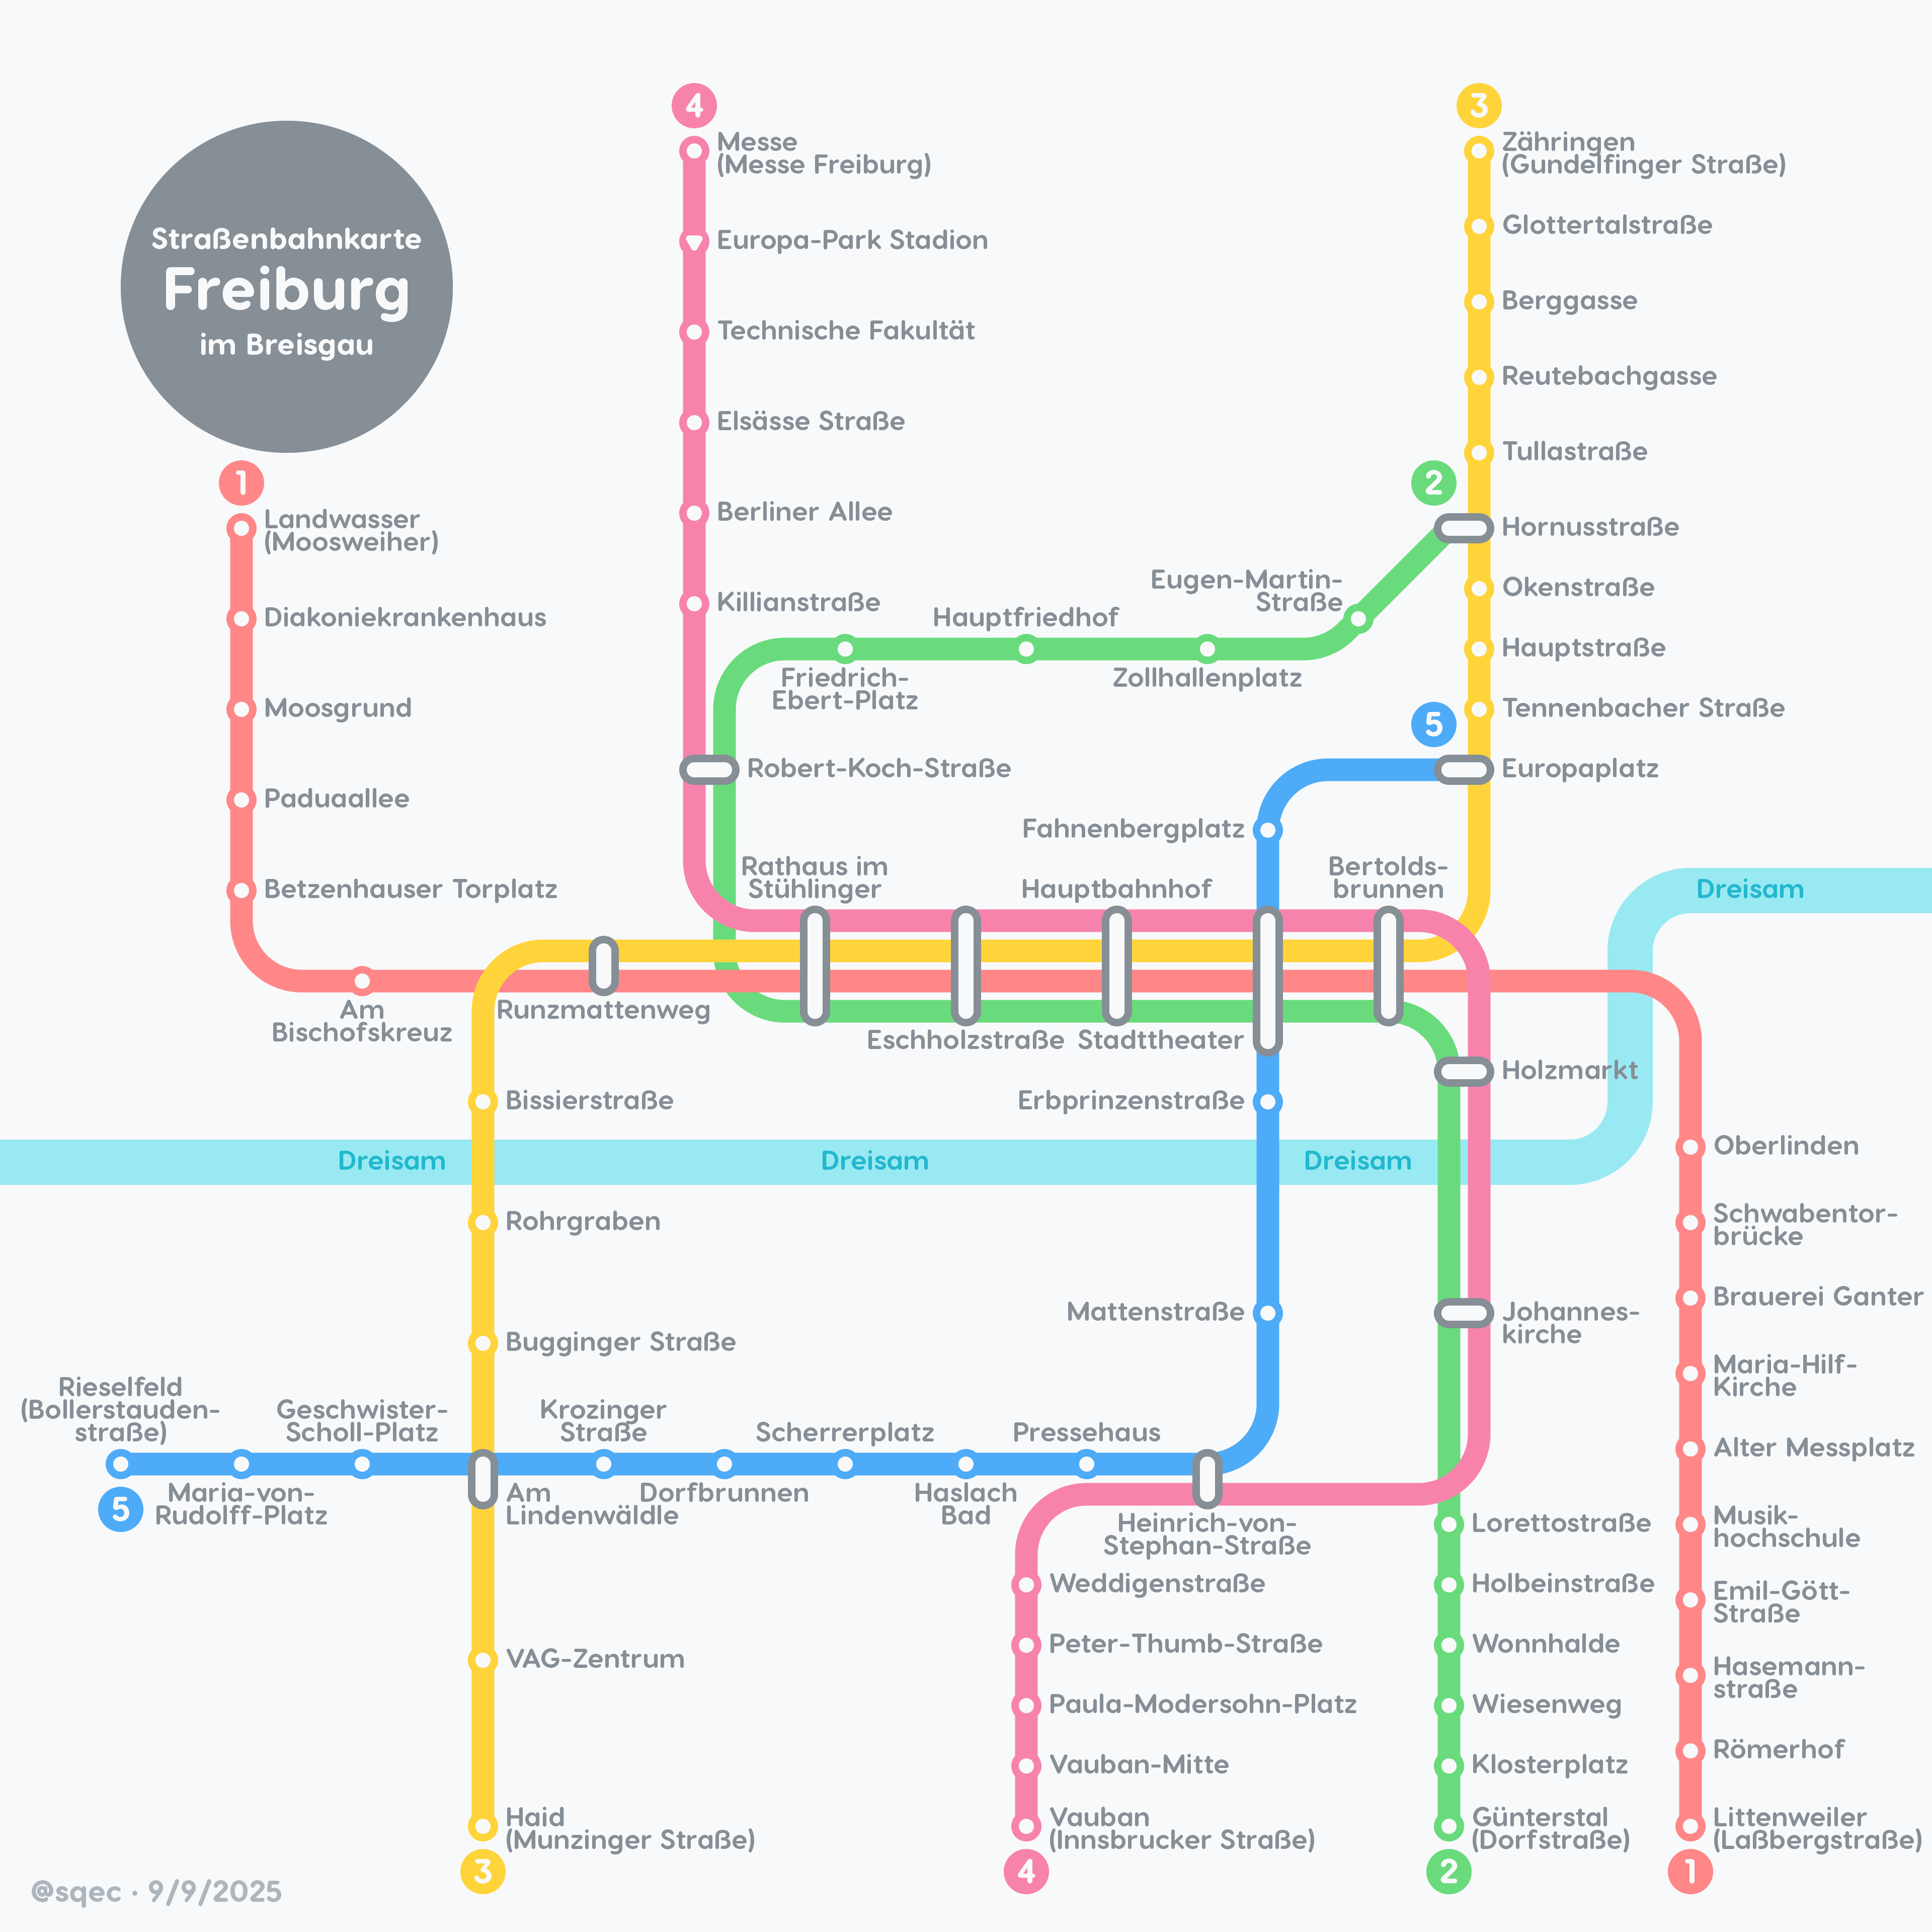 Straßenbahnkarte
Freiburg
im Breisgau
4
Messe
(Messe Freiburg)
Europa-Park Stadion
Technische Fakultät
Elsässe Straße
Berliner Allee
Killianstraße
3
Zähringen
(Gundelfinger Straße)
Glottertalstraße
Berggasse
Reutebachgasse
Tullastraße
2
Hornusstraße
Okenstraße
Hauptstraße
Tennenbacher Straße
5
Europaplatz
1
Landwasser
(Moosweiher)
Diakoniekrankenhaus
Moosgrund
Paduaallee
Betzenhauser Torplatz
Am
Bischofskreuz
Runzmattenweg
Eugen-Martin-
Straße
Hauptfriedhof
Zollhallenplatz
Friedrich-
Ebert-Platz
Robert-Koch-Straße
Fahnenbergplatz
Rathaus im
Stühlinger
Hauptbahnhof
Bertolds-
brunnen
Eschholzstraße
Stadttheater
Dreisam
Holzmarkt
Bissierstraße
Erbprinzenstraße
Dreisam
Dreisam
Dreisam
Rohrgraben
Bugginger Straße
Mattenstraße
Johannes-
kirche
Oberlinden
Schwabentor-
brücke
Brauerei Ganter
Maria-Hilf-
Kirche
Alter Messplatz
Musik-
hochschule
Emil-Gött-
Straße
Hasemann-
straße
Römerhof
Littenweiler
(Laßbergstraße)
1
Rieselfeld
(Bollerstauden-
straße)
5
Maria-von-
Rudolff-Platz
Geschwister-
Scholl-Platz
Am
Lindenwäldle
Krozinger
Straße
Dorfbrunnen
Scherrerplatz
Haslach
Bad
Pressehaus
Heinrich-von-
Stephan-Straße
VAG-Zentrum
Haid
(Munzinger Straße)
3
Weddigenstraße
Peter-Thumb-Straße
Paula-Modersohn-Platz
Vauban-Mitte
Vauban
(Innsbrucker Straße)
4
Lorettostraße
Holbeinstraße
Wonnhalde
Wiesenweg
Klosterplatz
Günterstal
(Dorfstraße)
2
@sqec · 9/9/2025